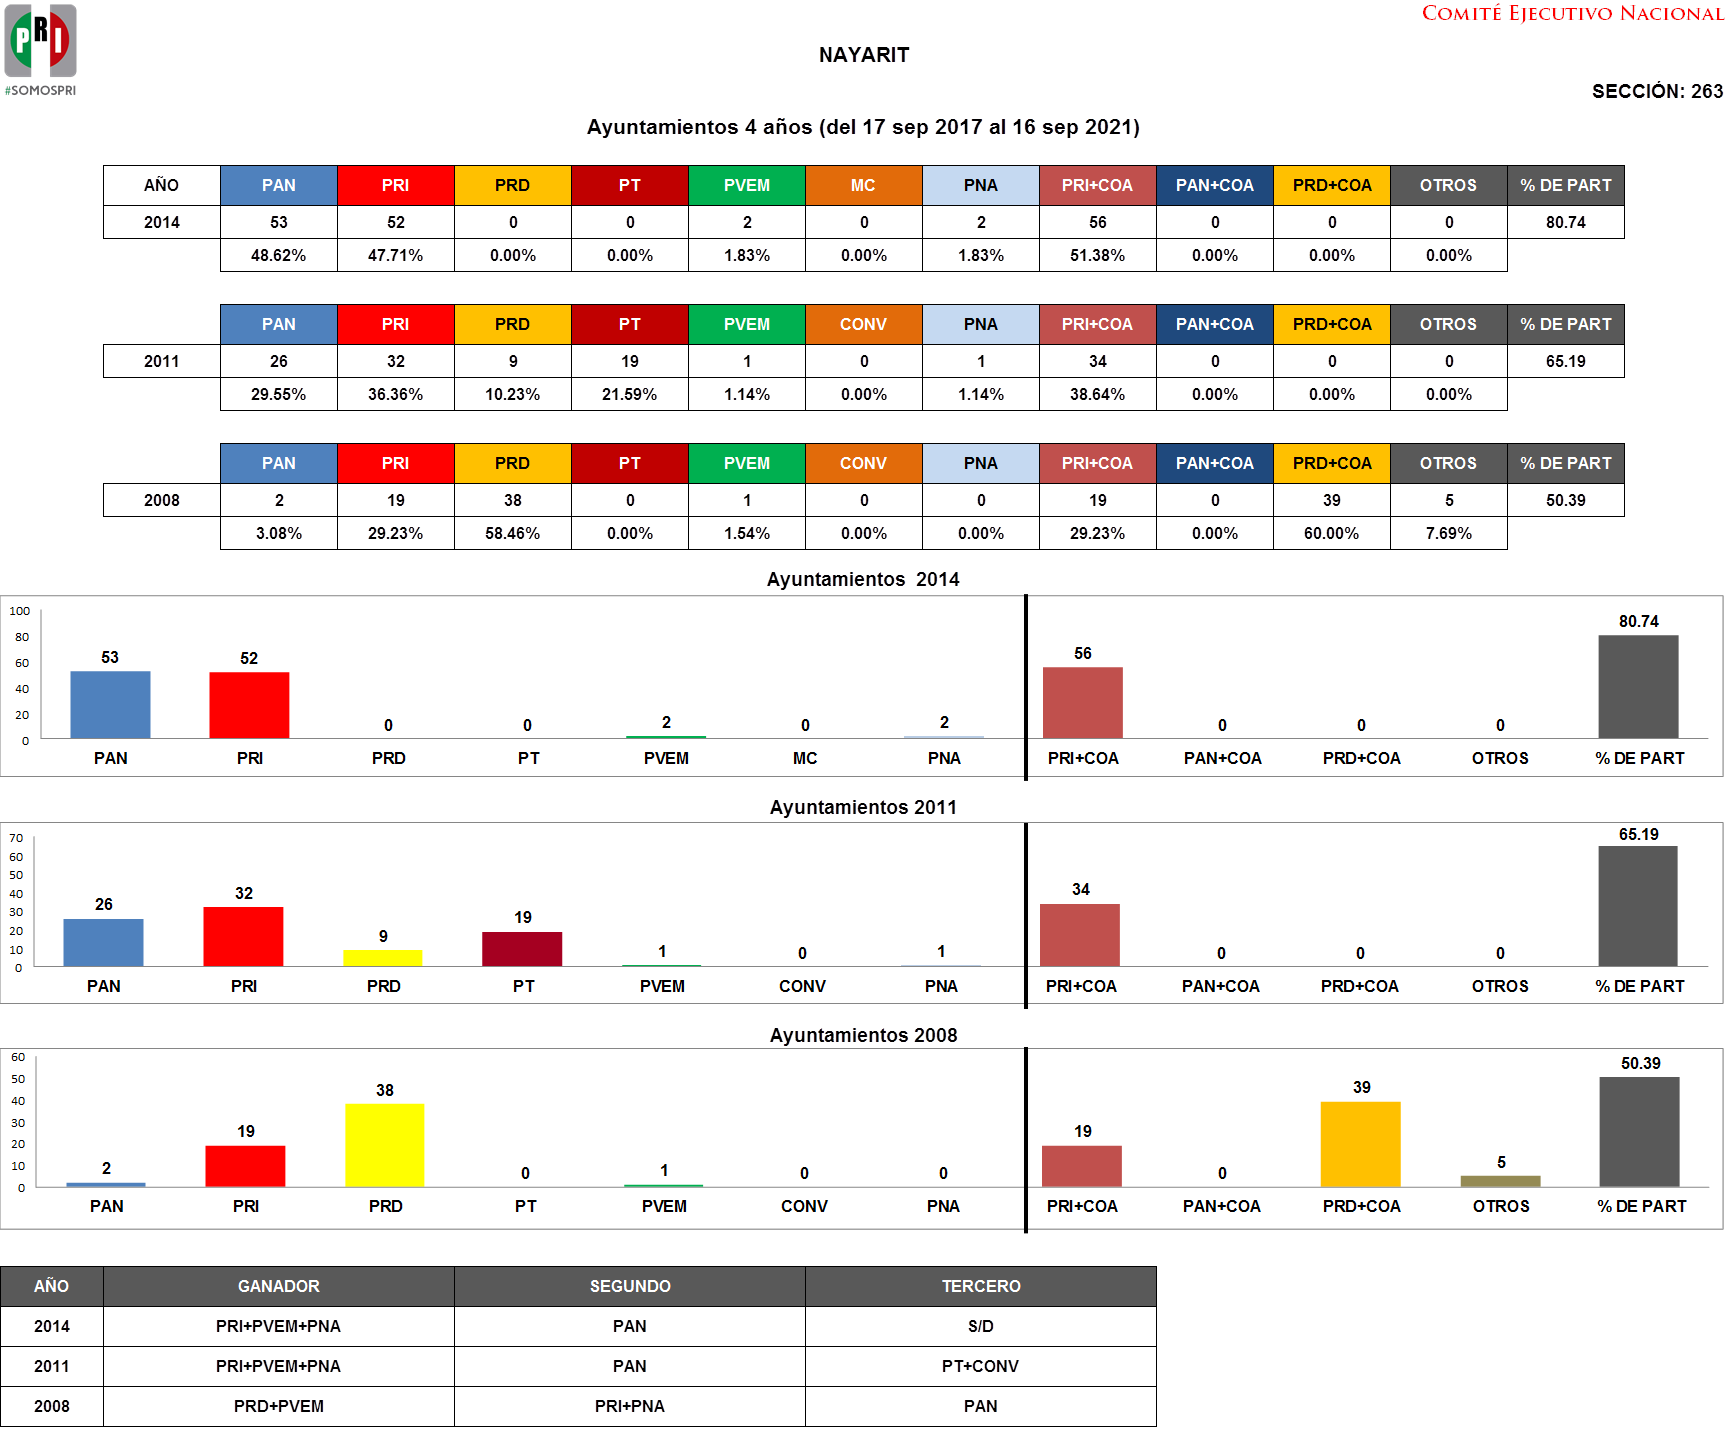 COMITÉ EJECUTIVO NACIONAL
PRI
#SOMOSPRI
NAYARIT
SECCIÓN: 263
Ayuntamientos 4 años (del 17 sep 2017 al 16 sep 2021)
AÑO PAN PRI PRD PT PVEM MC PNA PRI+COA PAN+COA PRD+COA OTROS % DE PART
2014 53 52 0 0 2 0 2 56 0 0 0 80.74
48.62% 47.71% 0.00% 0.00% 1.83% 0.00% 1.83% 51.38% 0.00% 0.00% 0.00%
PAN PRI PRD PT PVEM CONV PNA PRI+COA PAN+COA PRD+COA OTROS % DE PART
2011 26 32 9 19 1 0 1 34 0 0 0 65.19
29.55% 36.36% 10.23% 21.59% 1.14% 0.00% 1.14% 38.64% 0.00% 0.00% 0.00%
PAN PRI PRD PT PVEM CONV PNA PRI+COA PAN+COA PRD+COA OTROS % DE PART
2008 2 19 38 0 1 0 0 19 0 39 5 50.39
3.08% 29.23% 58.46% 0.00% 1.54% 0.00% 0.00% 29.23% 0.00% 60.00% 7.69%
Ayuntamientos 2014
100
80
60
40
20
0
53 52 0 0 2 0 2 56 0 0 0 80.74
PAN PRI PRD PT PVEM MC PNA PRI+COA PAN+COA PRD+COA OTROS % DE PART
Ayuntamientos 2011
70
60
50
40
30
20
10
0
26 32 9 19 1 0 1 34 0 0 0 65.19
PAN PRI PRD PT PVEM CONV PNA PRI+COA PAN+COA PRD+COA OTROS % DE PART
Ayuntamientos 2008
60
50
40
30
20
10
0
2 19 38 0 1 0 0 19 0 39 5 50.39
PAN PRI PRD PT PVEM CONV PNA PRI+COA PAN+COA PRD+COA OTROS % DE PART
AÑO GANADOR SEGUNDO TERCERO
2014 PRI+PVEM+PNA PAN S/D
2011 PRI+PVEM+PNA PAN PT+CONV
2008 PRD+PVEM PRI+PNA PAN